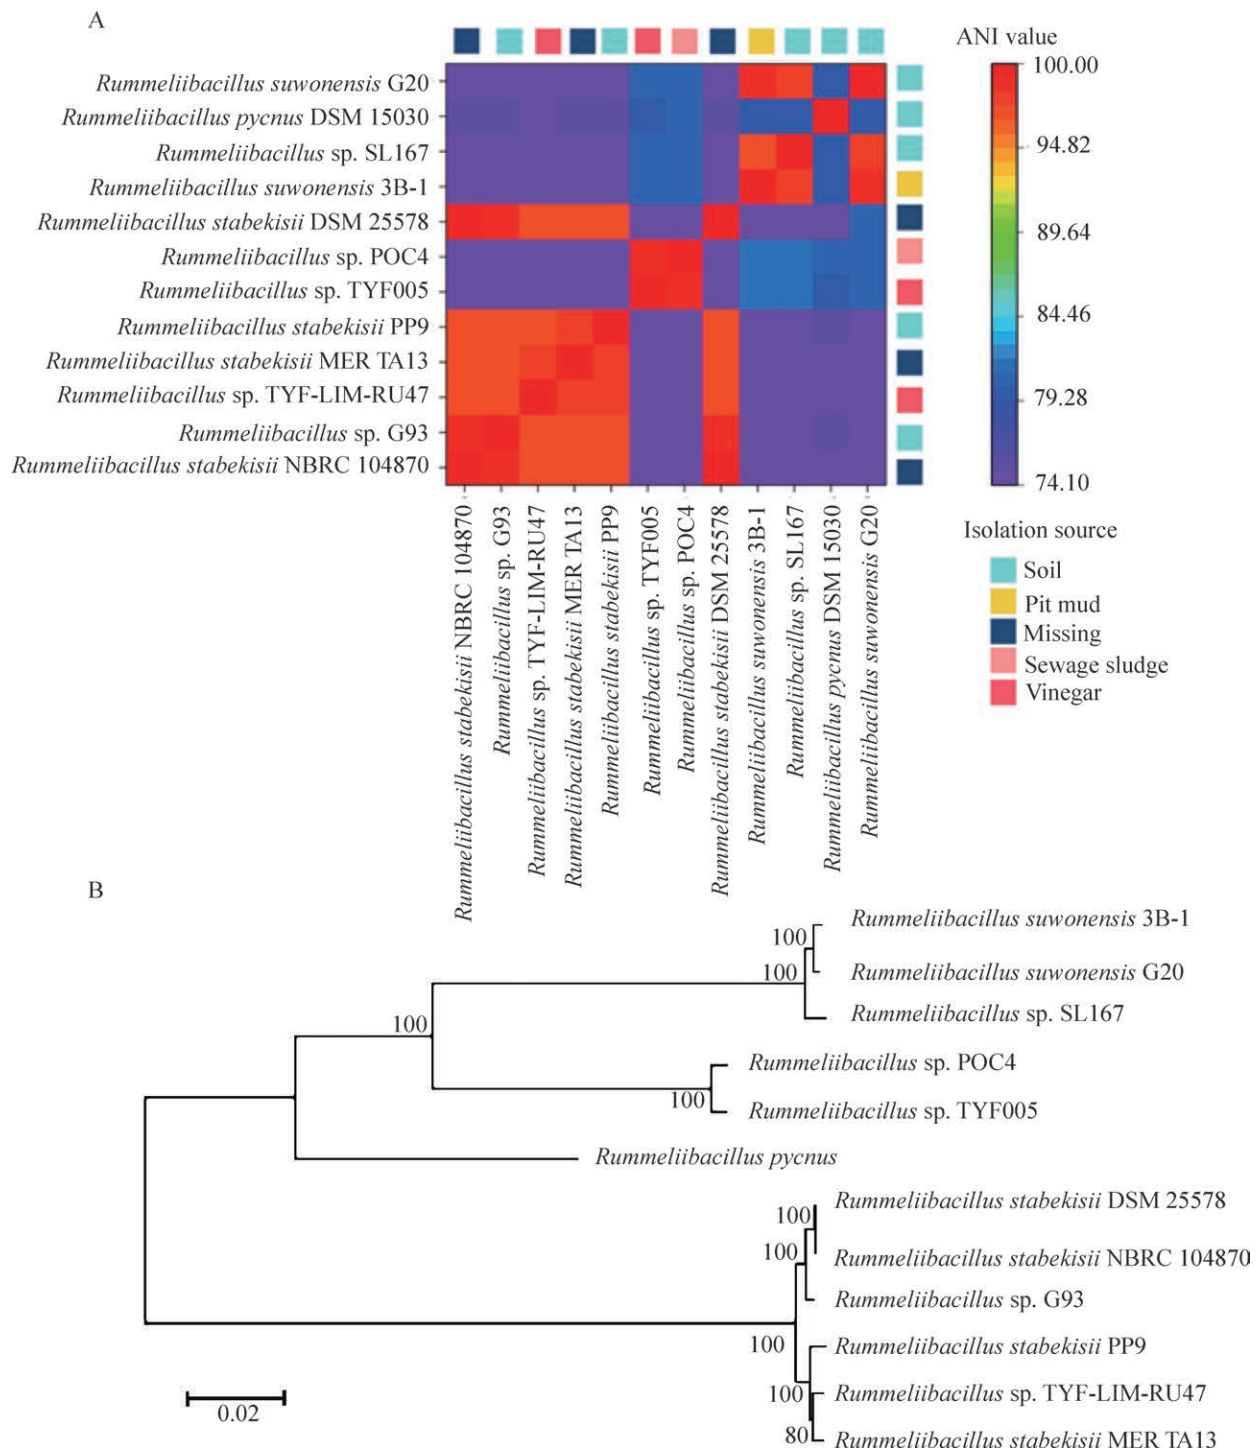 A
ANI value
Rummeliibacillus suwonensis G20
Rummeliibacillus pycnus DSM 15030
Rummeliibacillus sp. SL167
Rummeliibacillus suwonensis 3B-1
Rummeliibacillus stabekisii DSM 25578
Rummeliibacillus sp. POC4
Rummeliibacillus sp. TYF005
Rummeliibacillus stabekisii PP9
Rummeliibacillus stabekisii MER TA13
Rummeliibacillus sp. TYF-LIM-RU47
Rummeliibacillus sp. G93
Rummeliibacillus stabekisii NBRC 104870
100.00
94.82
89.64
84.46
79.28
74.10
Rummeliibacillus stabekisii NBRC 104870
Rummeliibacillus sp. G93
Rummeliibacillus sp. TYF-LIM-RU47
Rummeliibacillus stabekisii MER TA13
Rummeliibacillus stabekisii PP9
Rummeliibacillus sp. TYF005
Rummeliibacillus sp. POC4
Rummeliibacillus stabekisii DSM 25578
Rummeliibacillus suwonensis 3B-1
Rummeliibacillus sp. SL167
Rummeliibacillus pycnus DSM 15030
Rummeliibacillus suwonensis G20
Isolation source
Soil
Pit mud
Missing
Sewage sludge
Vinegar
B
Rummeliibacillus suwonensis 3B-1
100
100
Rummeliibacillus suwonensis G20
Rummeliibacillus sp. SL167
100
Rummeliibacillus sp. POC4
100
Rummeliibacillus sp. TYF005
Rummeliibacillus pycnus
Rummeliibacillus stabekisii DSM 25578
100
100
Rummeliibacillus stabekisii NBRC 104870
Rummeliibacillus sp. G93
100
Rummeliibacillus stabekisii PP9
100
Rummeliibacillus sp. TYF-LIM-RU47
80
Rummeliibacillus stabekisii MER TA13
0.02